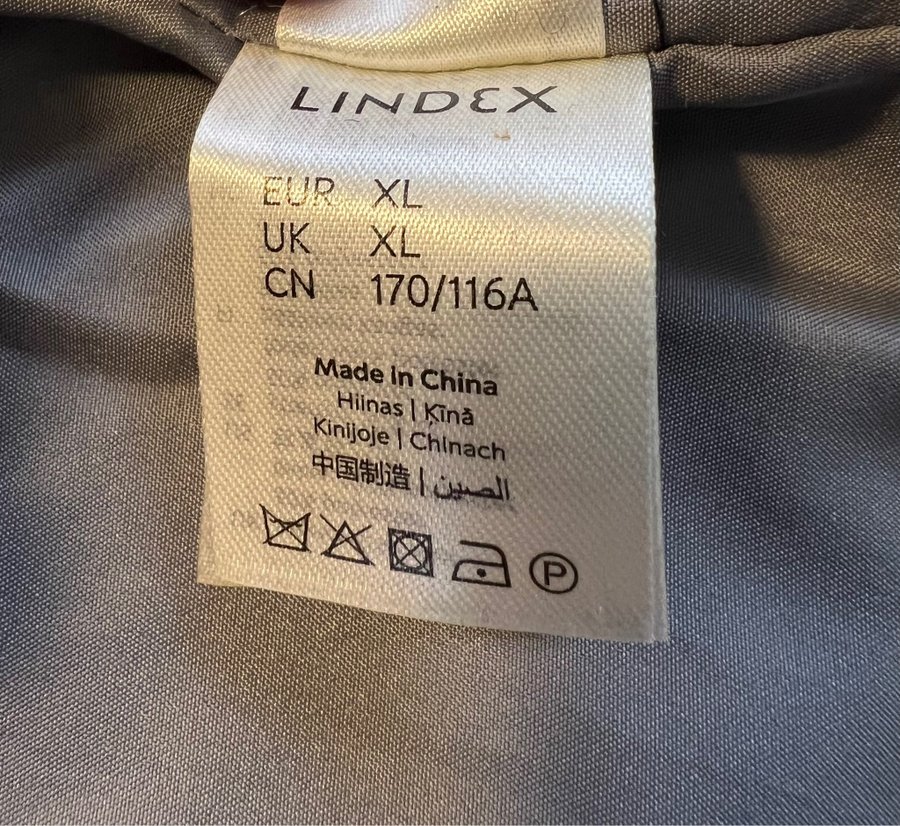 LINDEX
EUR XL
UK XL
CN 170/116A
Made In China
Hiinas | Ķīnā
Kinijoje | Chinach
中国制造 | الصين
P